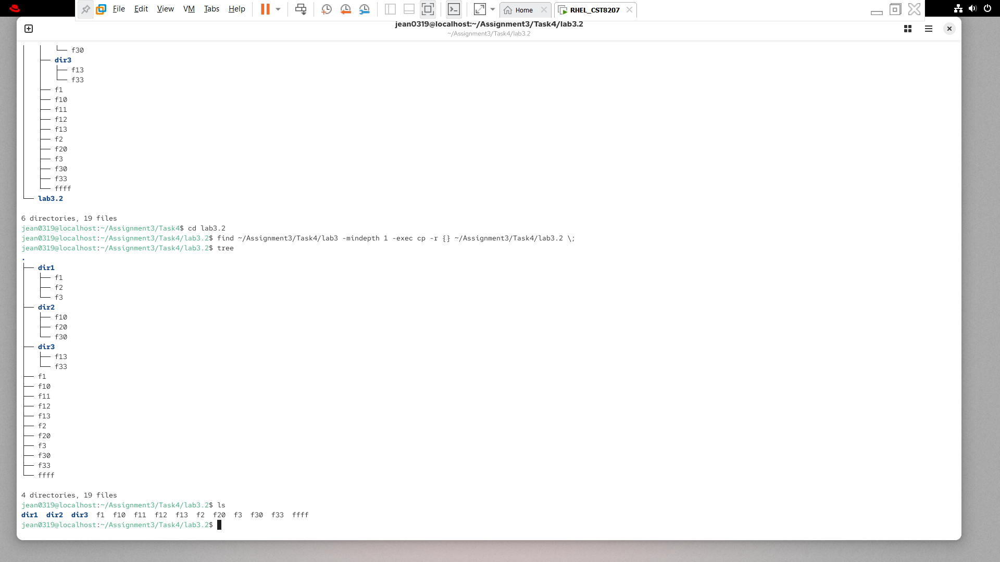 File Edit View VM Tabs Help Home RHEL_CST8207
jean0319@localhost:~/Assignment3/Task4/lab3.2
~/Assignment3/Task4/lab3.2
│   │   └── f30
│   ├── dir3
│   │   ├── f13
│   │   └── f33
│   ├── f1
│   ├── f10
│   ├── f11
│   ├── f12
│   ├── f13
│   ├── f2
│   ├── f20
│   ├── f3
│   ├── f30
│   ├── f33
│   └── ffff
└── lab3.2
6 directories, 19 files
jean0319@localhost:~/Assignment3/Task4$ cd lab3.2
jean0319@localhost:~/Assignment3/Task4/lab3.2$ find ~/Assignment3/Task4/lab3 -mindepth 1 -exec cp -r {} ~/Assignment3/Task4/lab3.2 \;
jean0319@localhost:~/Assignment3/Task4/lab3.2$ tree
.
├── dir1
│   ├── f1
│   ├── f2
│   └── f3
├── dir2
│   ├── f10
│   ├── f20
│   └── f30
├── dir3
│   ├── f13
│   └── f33
├── f1
├── f10
├── f11
├── f12
├── f13
├── f2
├── f20
├── f3
├── f30
├── f33
└── ffff
4 directories, 19 files
jean0319@localhost:~/Assignment3/Task4/lab3.2$ ls
dir1  dir2  dir3  f1  f10  f11  f12  f13  f2  f20  f3  f30  f33  ffff
jean0319@localhost:~/Assignment3/Task4/lab3.2$